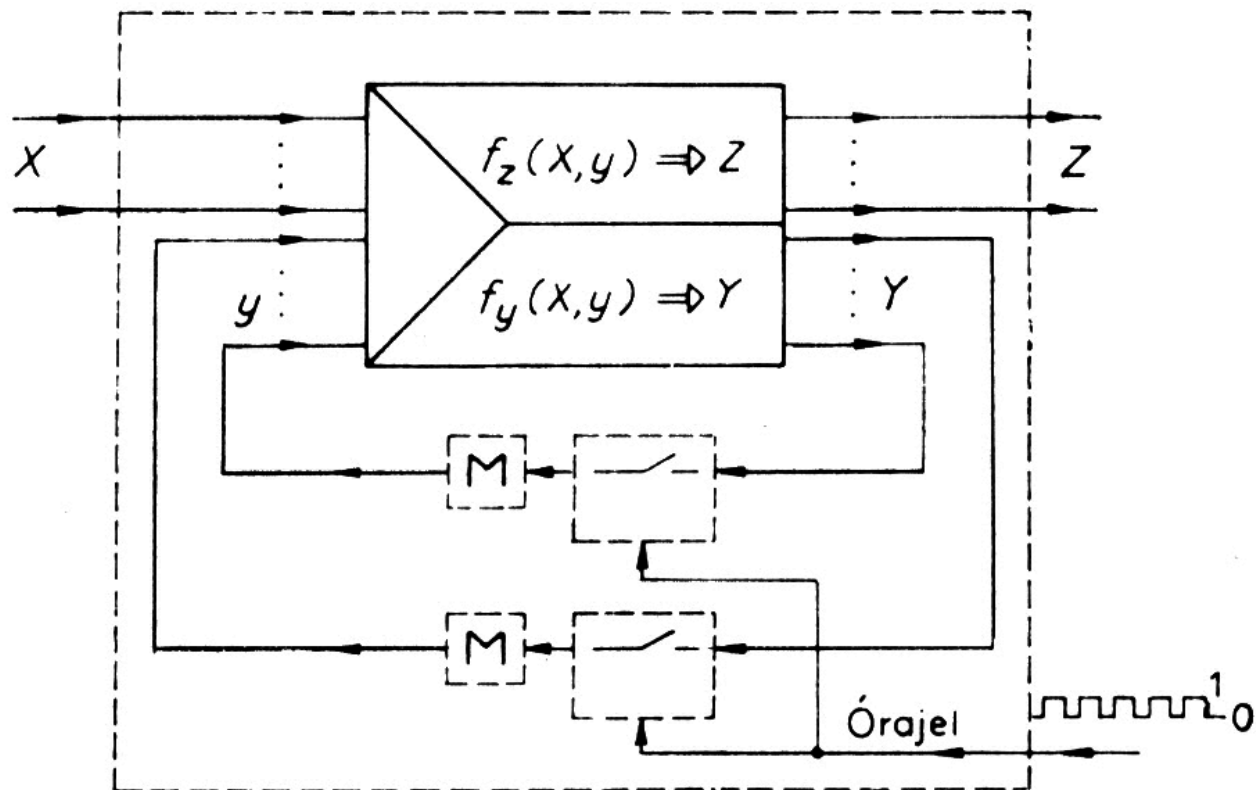 X
f_z(X,y) ⇒ Z
Z
y
f_y(X,y) ⇒ Y
Y
M
M
Órajel
1
0